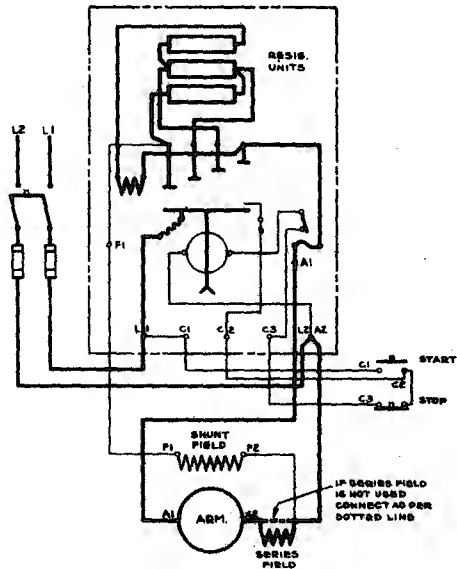 RESIS.
UNITS
L2 L1
F1
A1
L1 C1 C2 C3 L2 A2
C1 START
C2
C3 STOP
SHUNT
FIELD
F1 F2
IF SERIES FIELD
IS NOT USED
CONNECT AS PER
DOTTED LINE
A1 ARM. A2
SERIES
FIELD